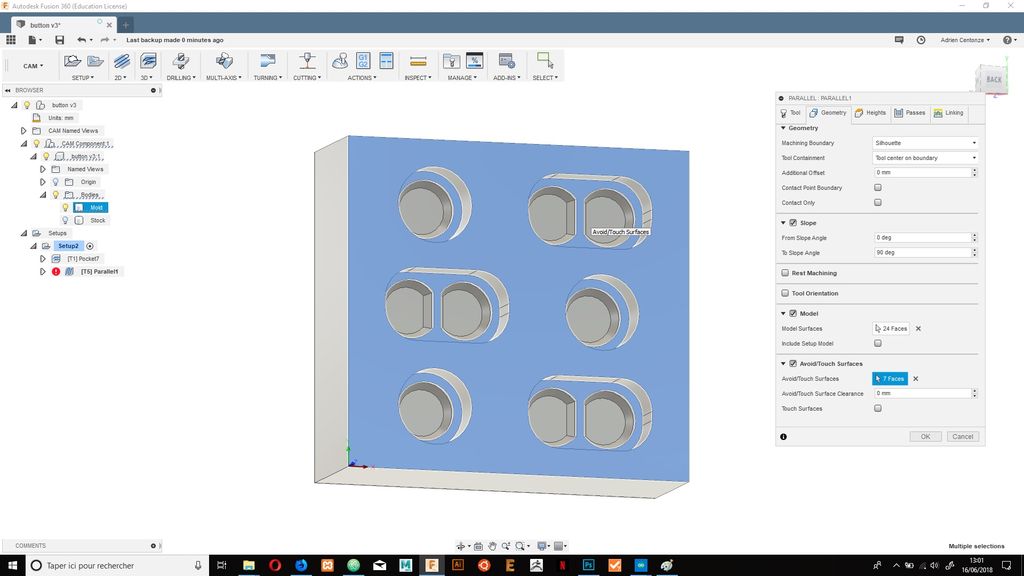 Autodesk Fusion 360 (Education License)
button v3*
Last backup made 0 minutes ago
Adrien Centonze
CAM
SETUP
2D
3D
DRILLING
MULTI-AXIS
TURNING
CUTTING
ACTIONS
INSPECT
MANAGE
ADD-INS
SELECT
G1
G2
BROWSER
button v3
Units: mm
CAM Named Views
CAM Component:1
button v3:1
Named Views
Origin
Bodies
Mold
Stock
Setups
Setup2
[T1] Pocket7
[T5] Parallel1
BACK
Avoid/Touch Surfaces
PARALLEL : PARALLEL1
Tool Geometry Heights Passes Linking
Geometry
Machining Boundary Silhouette
Tool Containment Tool center on boundary
Additional Offset 0 mm
Contact Point Boundary
Contact Only
Slope
From Slope Angle 0 deg
To Slope Angle 90 deg
Rest Machining
Tool Orientation
Model
Model Surfaces 24 Faces
Include Setup Model
Avoid/Touch Surfaces
Avoid/Touch Surfaces 7 Faces
Avoid/Touch Surface Clearance 0 mm
Touch Surfaces
OK Cancel
COMMENTS
Multiple selections
Taper ici pour rechercher
13:01
16/06/2018